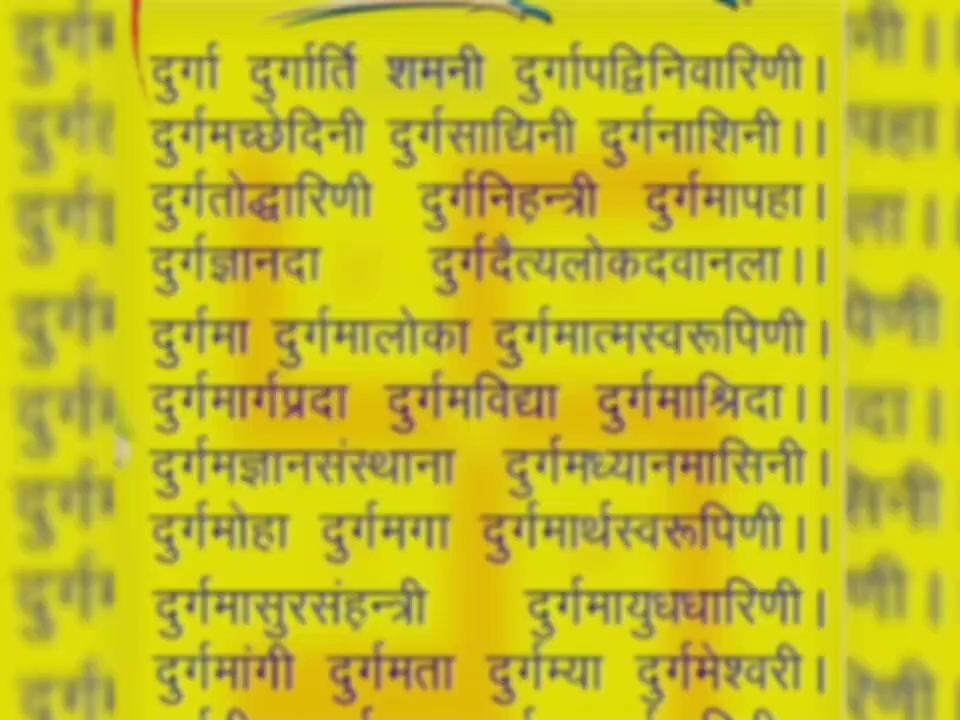 दुर्गा दुर्गार्ति शमनी दुर्गापद्विनिवारिणी।
दुर्गमच्छेदिनी दुर्गसाधिनी दुर्गनाशिनी।।
दुर्गतोद्धारिणी दुर्गनिहन्त्री दुर्गमापहा।
दुर्गज्ञानदा दुर्गदैत्यलोकदवानला।।
दुर्गमा दुर्गमालोका दुर्गमात्मस्वरूपिणी।
दुर्गमार्गप्रदा दुर्गमविद्या दुर्गमाश्रिदा।।
दुर्गमज्ञानसंस्थाना दुर्गमध्यानमासिनी।
दुर्गमोहा दुर्गमगा दुर्गमार्थस्वरूपिणी।।
दुर्गमासुरसंहन्त्री दुर्गमायुधधारिणी।
दुर्गमांगी दुर्गमता दुर्गम्या दुर्गमेश्वरी।